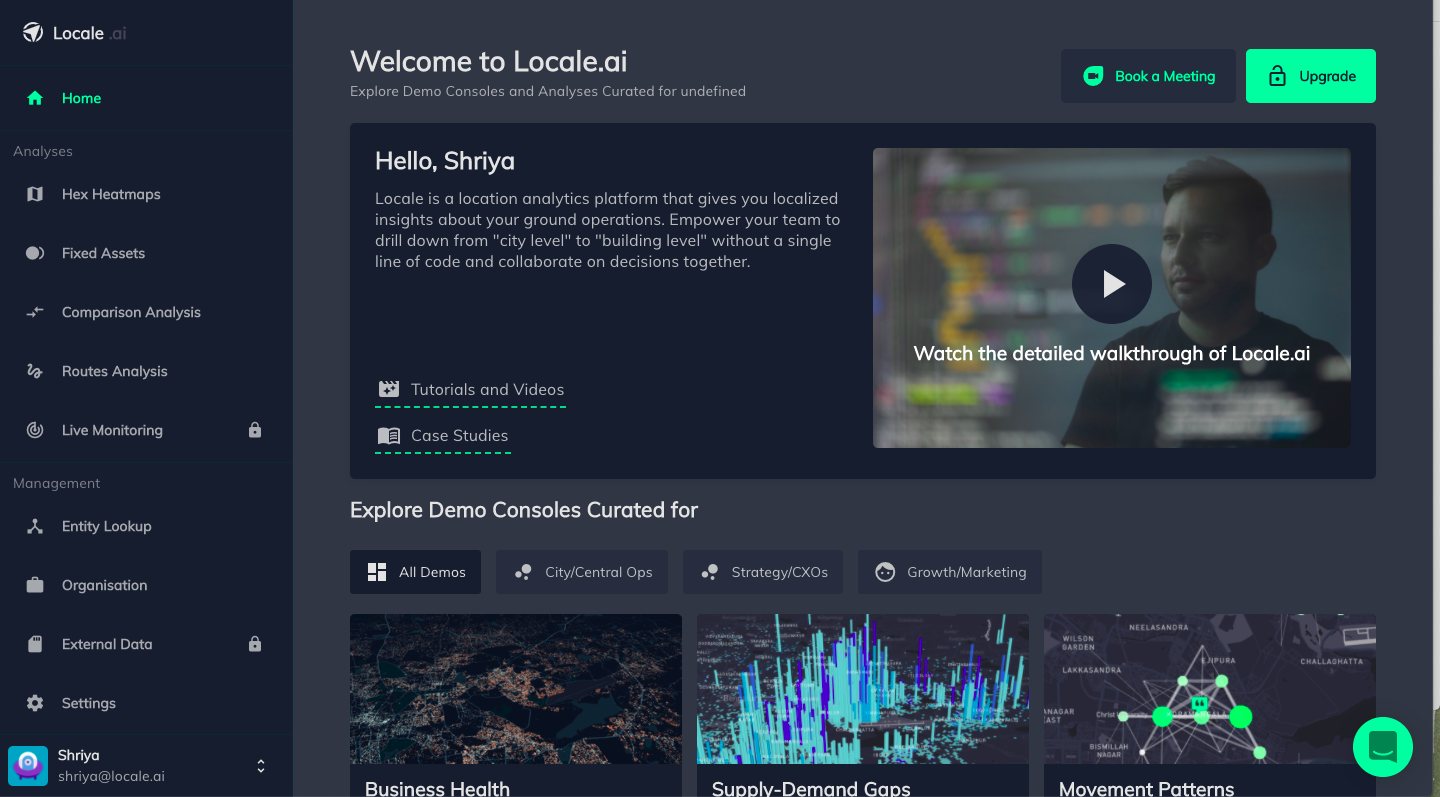 Locale .ai
Home
Analyses
Hex Heatmaps
Fixed Assets
Comparison Analysis
Routes Analysis
Live Monitoring
Management
Entity Lookup
Organisation
External Data
Settings
Shriya
shriya@locale.ai
Welcome to Locale.ai
Explore Demo Consoles and Analyses Curated for undefined
Book a Meeting
Upgrade
Hello, Shriya
Locale is a location analytics platform that gives you localized
insights about your ground operations. Empower your team to
drill down from "city level" to "building level" without a single
line of code and collaborate on decisions together.
Tutorials and Videos
Case Studies
Watch the detailed walkthrough of Locale.ai
Explore Demo Consoles Curated for
All Demos
City/Central Ops
Strategy/CXOs
Growth/Marketing
NEELASANDRA
WILSON
GARDEN
LAKKASANDRA
EJIPURA
CHALLAGHATTA
BISMILLAH
NAGAR
Business Health
Supply-Demand Gaps
Movement Patterns